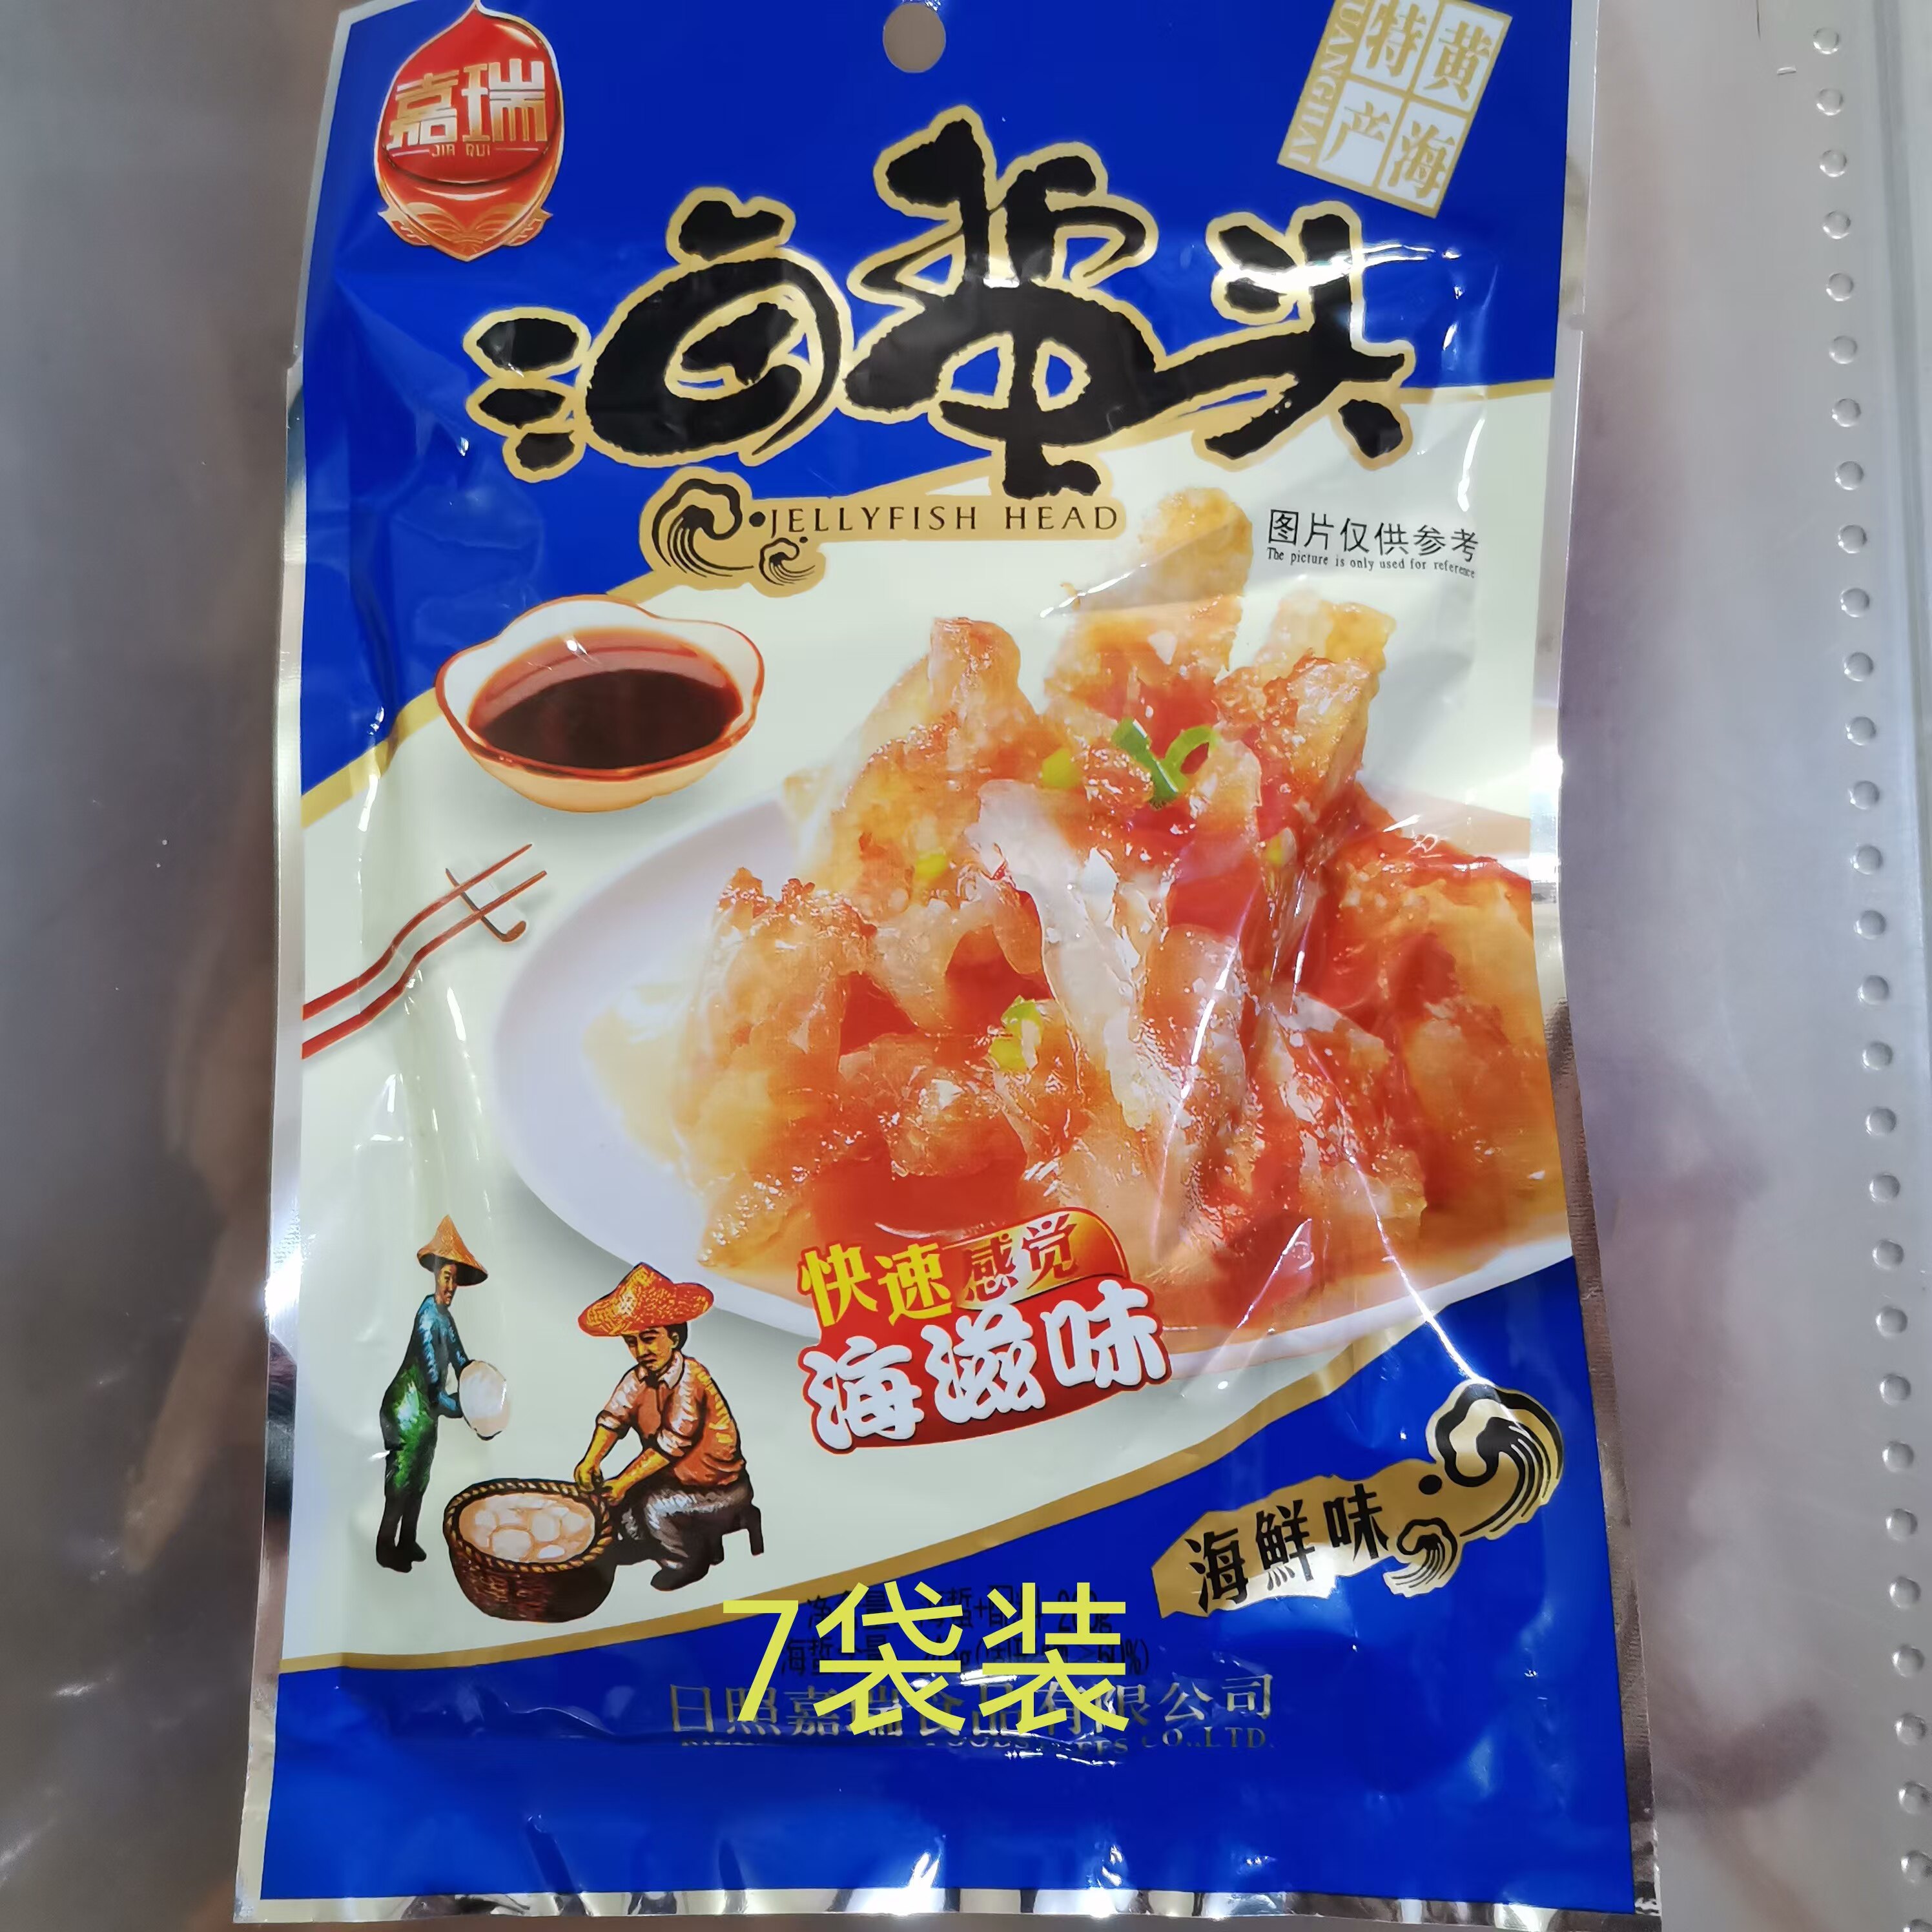 嘉瑞
JIA RUI
黄海
特产
HUANGHAI
海蜇头
JELLYFISH HEAD
图片仅供参考
The picture is only used for reference
快速感觉
海滋味
海鲜味
7袋装
日照嘉瑞食品有限公司
CO.,LTD.